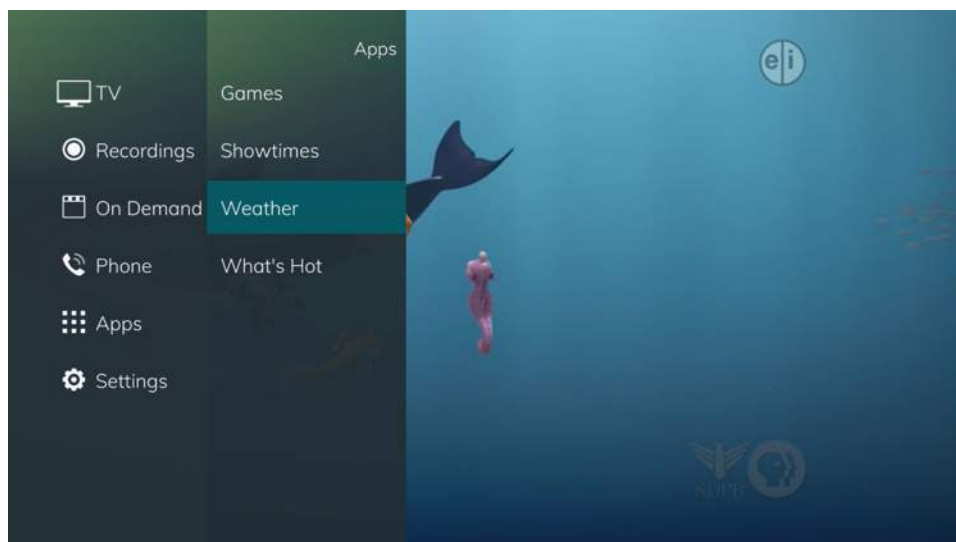 Apps
TV
Recordings
On Demand
Phone
Apps
Settings
Games
Showtimes
Weather
What's Hot
e|i
SDPB